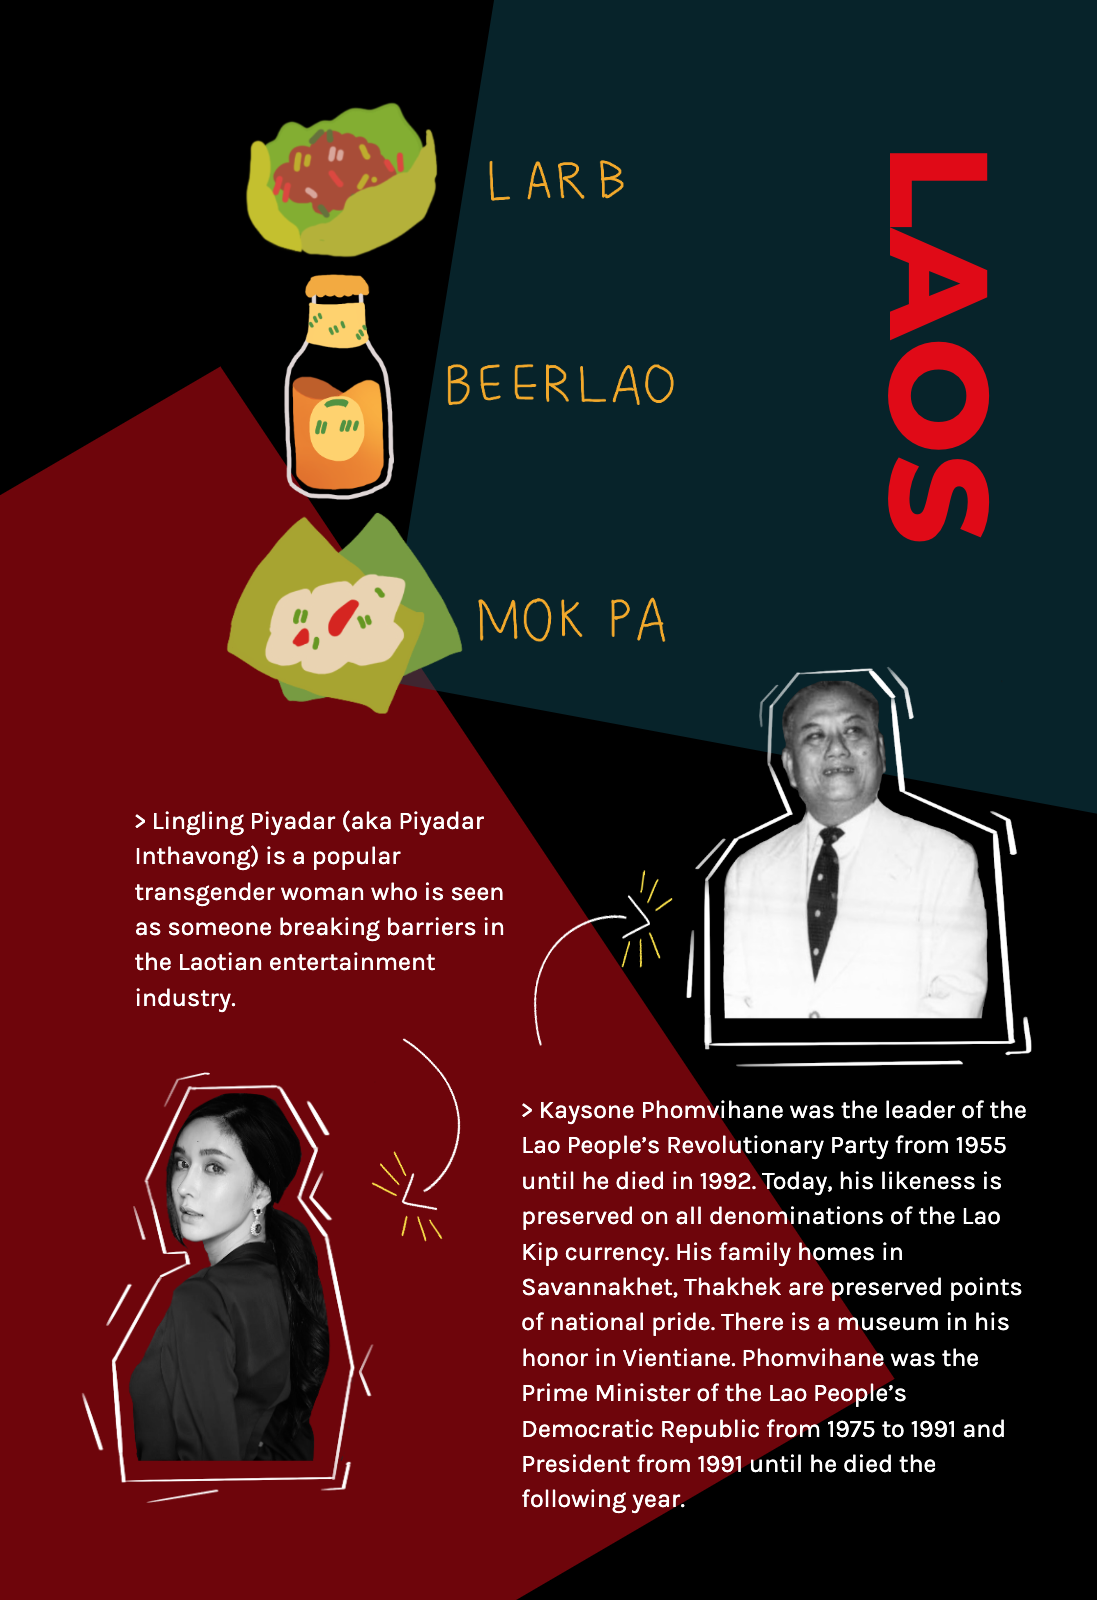 LAOS
LARB
BEERLAO
MOK PA
> Lingling Piyadar (aka Piyadar
Inthavong) is a popular
transgender woman who is seen
as someone breaking barriers in
the Laotian entertainment
industry.
> Kaysone Phomvihane was the leader of the
Lao People’s Revolutionary Party from 1955
until he died in 1992. Today, his likeness is
preserved on all denominations of the Lao
Kip currency. His family homes in
Savannakhet, Thakhek are preserved points
of national pride. There is a museum in his
honor in Vientiane. Phomvihane was the
Prime Minister of the Lao People’s
Democratic Republic from 1975 to 1991 and
President from 1991 until he died the
following year.